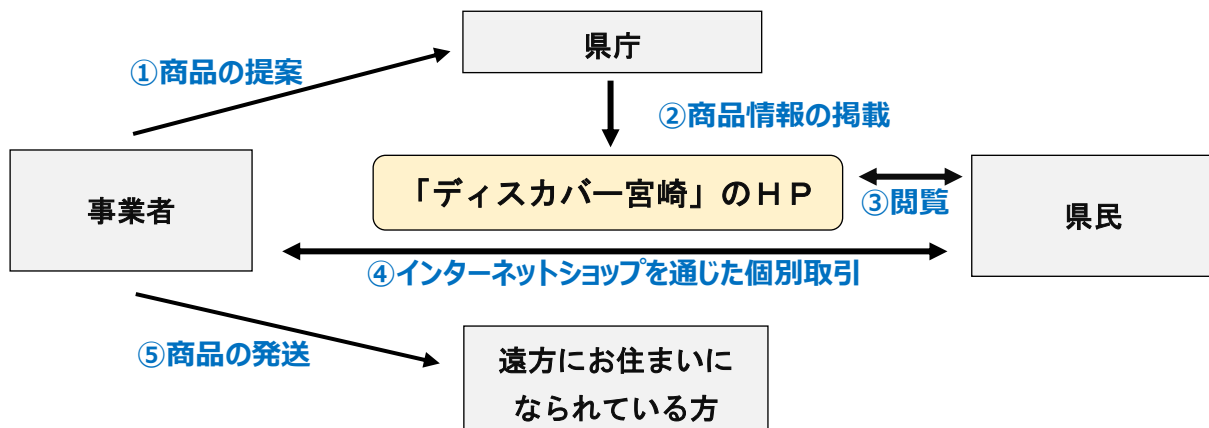 県庁
①商品の提案
②商品情報の掲載
事業者
「ディスカバー宮崎」のＨＰ
③閲覧
県民
④インターネットショップを通じた個別取引
⑤商品の発送
遠方にお住まいに
なられている方